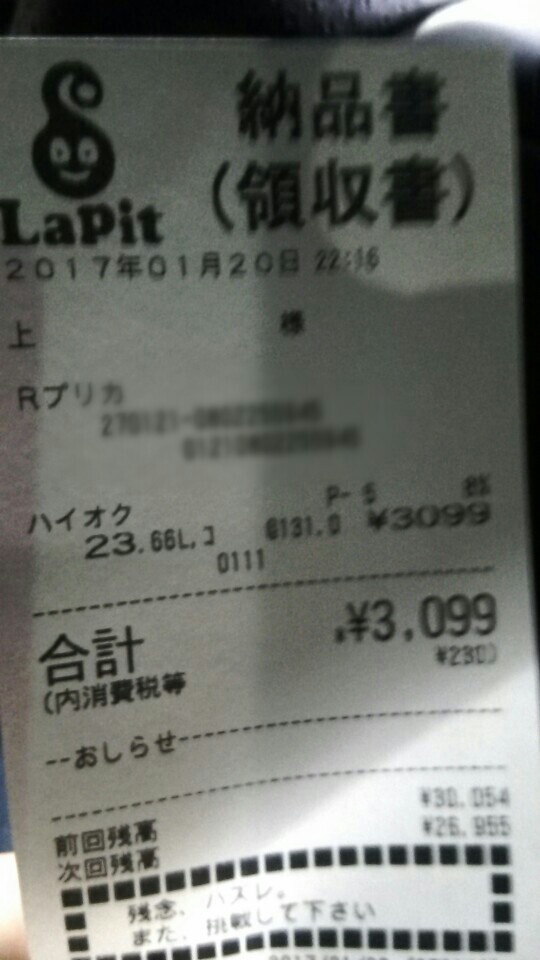 納品書
(領収書)
LaPit
2017年01月20日 22:16
上 様
Rプリカ
P- 5 8%
ハイオク
23.66L,コ @131.0 ¥3099
0111
合計 ¥3,099
(内消費税等 ¥230)
--おしらせ--
前回残高 ¥30,054
次回残高 ¥26,955
残念、ハズレ。
また、挑戦して下さい